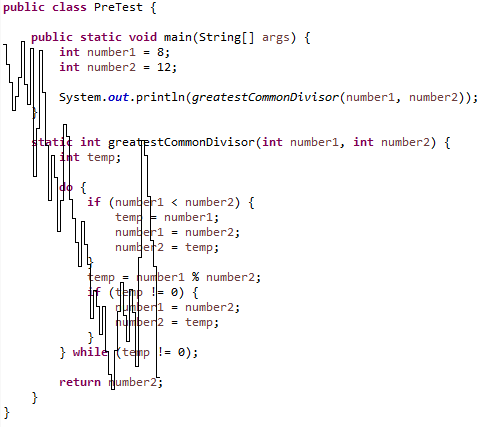 public class PreTest {
    public static void main(String[] args) {
        int number1 = 8;
        int number2 = 12;
        System.out.println(greatestCommonDivisor(number1, number2));
    }
    static int greatestCommonDivisor(int number1, int number2) {
        int temp;
        do {
            if (number1 < number2) {
                temp = number1;
                number1 = number2;
                number2 = temp;
            }
            temp = number1 % number2;
            if (temp != 0) {
                number1 = number2;
                number2 = temp;
            }
        } while (temp != 0);
        return number2;
    }
}